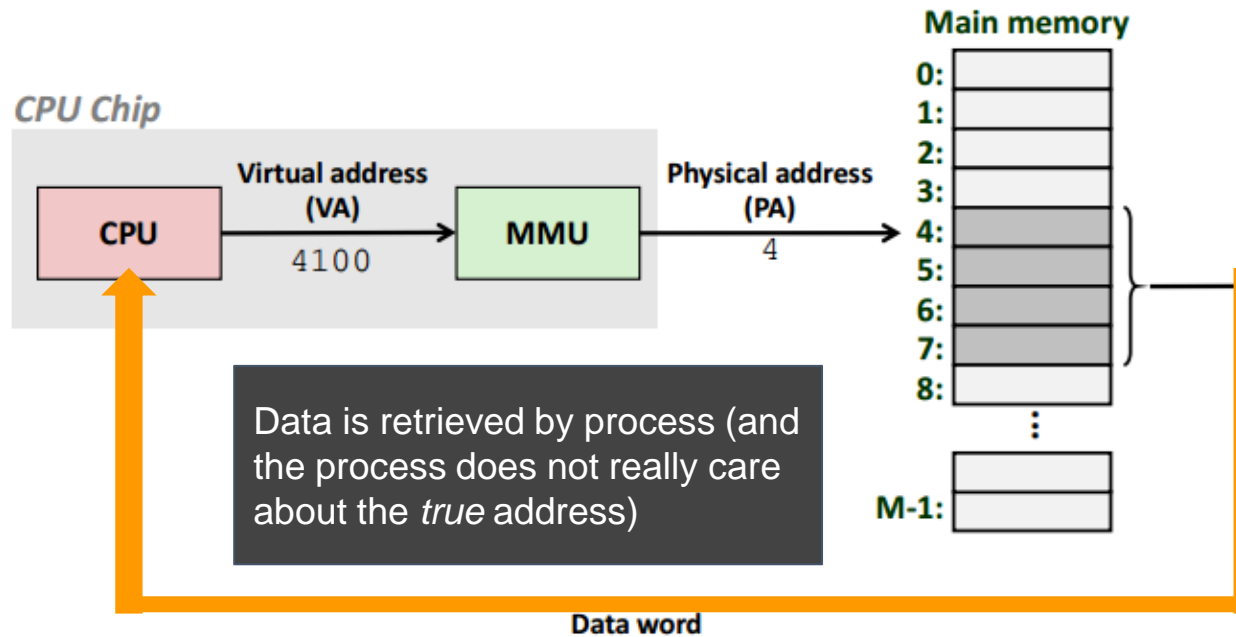 Main memory
0:
1:
CPU Chip
2:
Virtual address
(VA)
Physical address
(PA)
3:
CPU
4100
MMU
4
4:
5:
6:
7:
8:
Data is retrieved by process (and
the process does not really care
about the true address)
⋮
M-1:
Data word